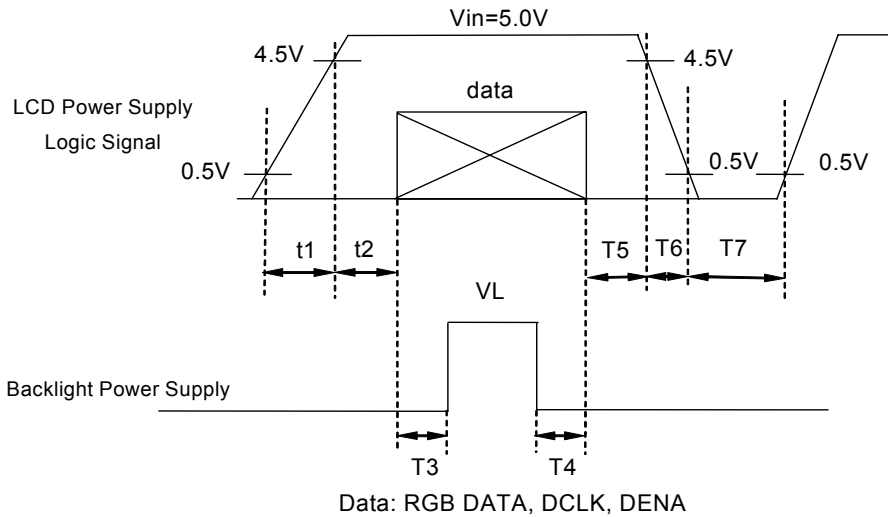 Vin=5.0V
4.5V
4.5V
data
LCD Power Supply
Logic Signal
0.5V
0.5V
0.5V
t1
t2
T5
T6
T7
VL
Backlight Power Supply
T3
T4
Data: RGB DATA, DCLK, DENA